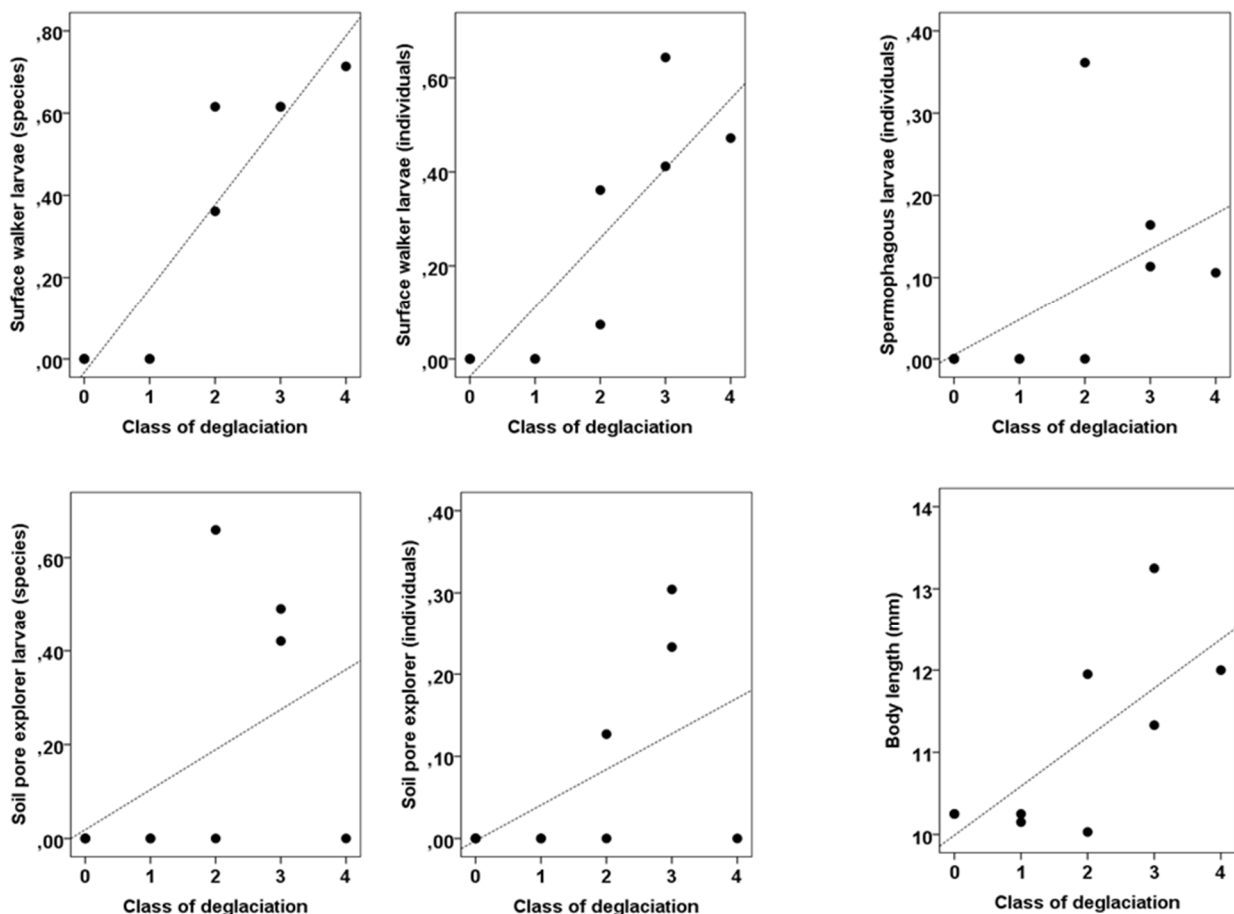 Surface walker larvae (species)
,80
,60
,40
,20
,00
0 1 2 3 4
Class of deglaciation
Surface walker larvae (individuals)
,60
,40
,20
,00
0 1 2 3 4
Class of deglaciation
Spermophagous larvae (individuals)
,40
,30
,20
,10
,00
0 1 2 3 4
Class of deglaciation
Soil pore explorer larvae (species)
,60
,40
,20
,00
0 1 2 3 4
Class of deglaciation
Soil pore explorer (individuals)
,40
,30
,20
,10
,00
0 1 2 3 4
Class of deglaciation
Body length (mm)
14
13
12
11
10
0 1 2 3 4
Class of deglaciation